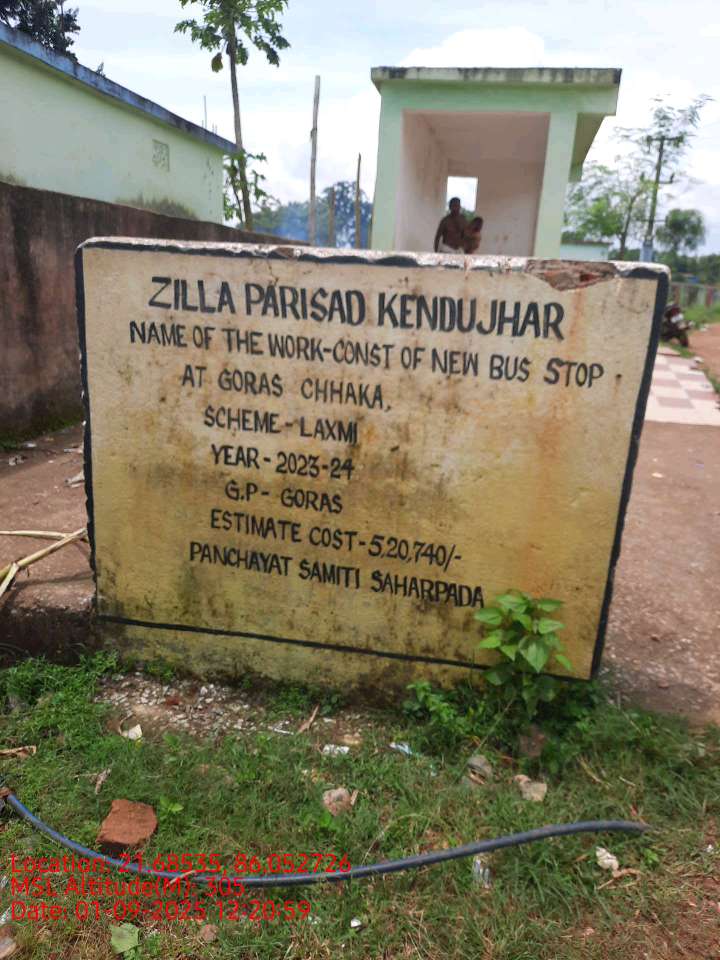 ZILLA PARISAD KENDUJHAR
NAME OF THE WORK-CONST OF NEW BUS STOP
AT GORAS CHHAKA,
SCHEME-LAXMI
YEAR-2023-24
G.P- GORAS
ESTIMATE COST-5,20,740/-
PANCHAYAT SAMITI SAHARPADA
Location: 21.68535, 86.052726
MSL Altitude(M): 305
Date: 01-09-2025 12:20:59